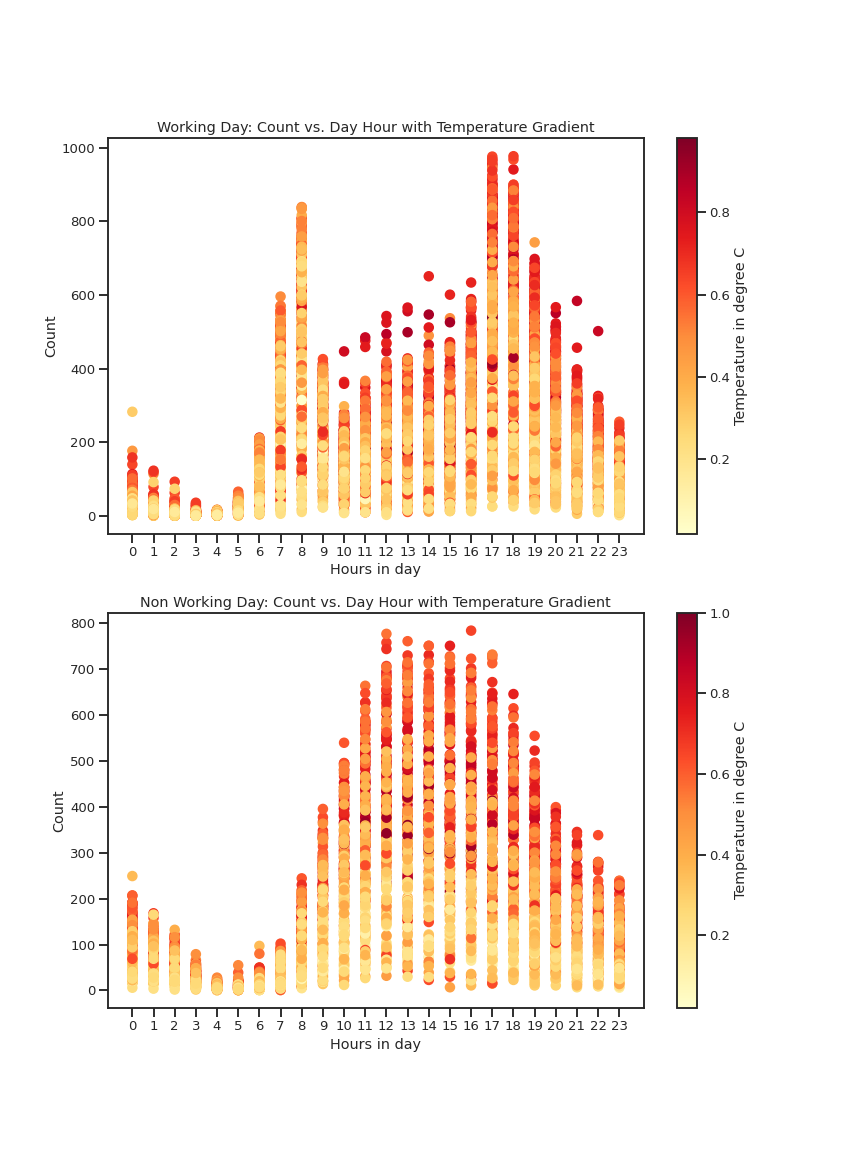 Working Day: Count vs. Day Hour with Temperature Gradient
1000
800
600
400
200
0
Count
0 1 2 3 4 5 6 7 8 9 10 11 12 13 14 15 16 17 18 19 20 21 22 23
Hours in day
0.8
0.6
0.4
0.2
Temperature in degree C
Non Working Day: Count vs. Day Hour with Temperature Gradient
800
700
600
500
400
300
200
100
0
Count
0 1 2 3 4 5 6 7 8 9 10 11 12 13 14 15 16 17 18 19 20 21 22 23
Hours in day
1.0
0.8
0.6
0.4
0.2
Temperature in degree C